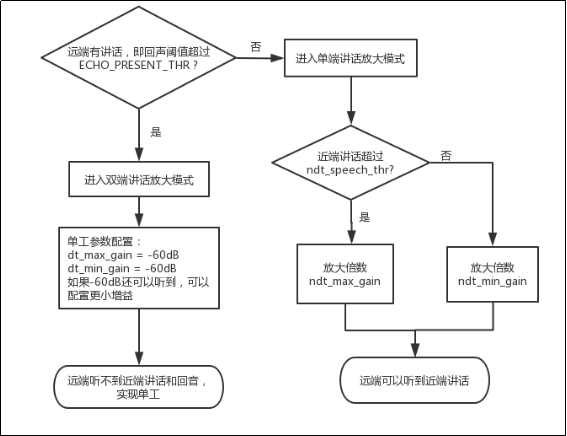 远端有讲话，即回声阈值超过
ECHO_PRESENT_THR ?
否
进入单端讲话放大模式
是
近端讲话超过
ndt_speech_thr?
否
进入双端讲话放大模式
是
单工参数配置：
dt_max_gain = -60dB
dt_min_gain = -60dB
如果-60dB还可以听到，可以
配置更小增益
放大倍数
ndt_max_gain
放大倍数
ndt_min_gain
远端听不到近端讲话和回音，
实现单工
远端可以听到近端讲话